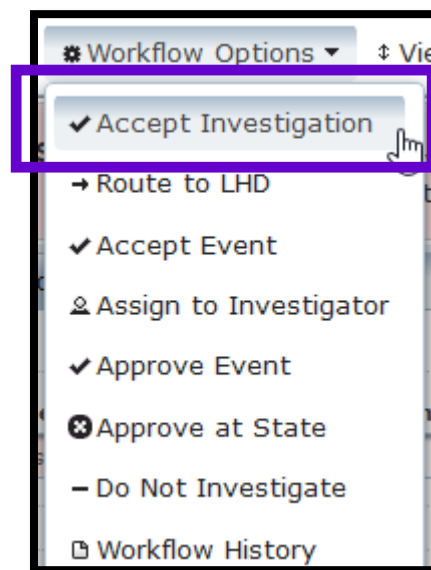 Workflow Options
Vie
Accept Investigation
Route to LHD
Accept Event
Assign to Investigator
Approve Event
Approve at State
Do Not Investigate
Workflow History